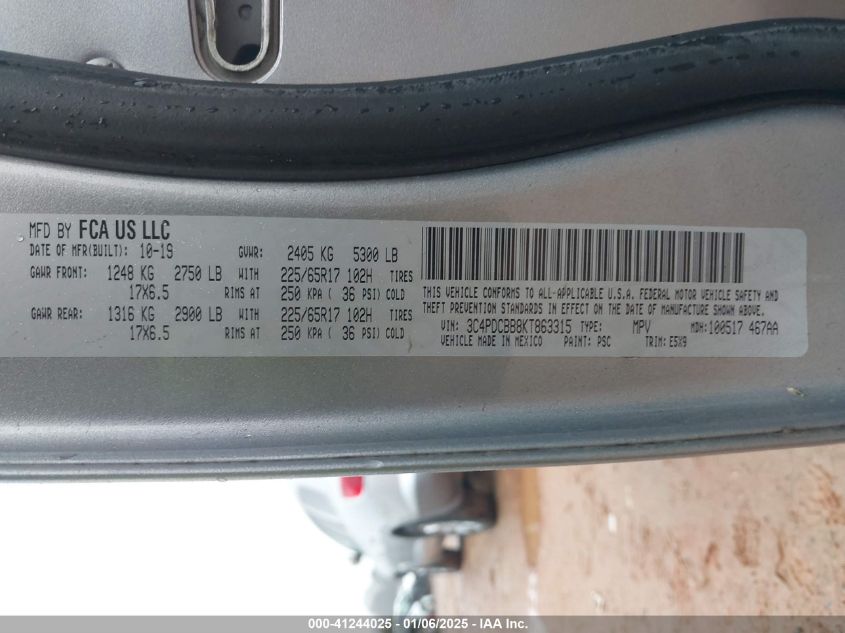 MFD BY FCA US LLC
DATE OF MFR(BUILT): 10-19 GVWR: 2405 KG 5300 LB
GAWR FRONT: 1248 KG 2750 LB WITH 225/65R17 102H TIRES
17X6.5 RIMS AT 250 KPA ( 36 PSI) COLD
GAWR REAR: 1316 KG 2900 LB WITH 225/65R17 102H TIRES
17X6.5 RIMS AT 250 KPA ( 36 PSI) COLD
THIS VEHICLE CONFORMS TO ALL-APPLICABLE U.S.A. FEDERAL MOTOR VEHICLE SAFETY AND
THEFT PREVENTION STANDARDS IN EFFECT ON THE DATE OF MANUFACTURE SHOWN ABOVE.
VIN: 3C4PDCBB8KT863315 TYPE: MPV MDH: 100517 467AA
VEHICLE MADE IN MEXICO PAINT: PSC TRIM: E5X9
000-41244025 - 01/06/2025 - IAA Inc.